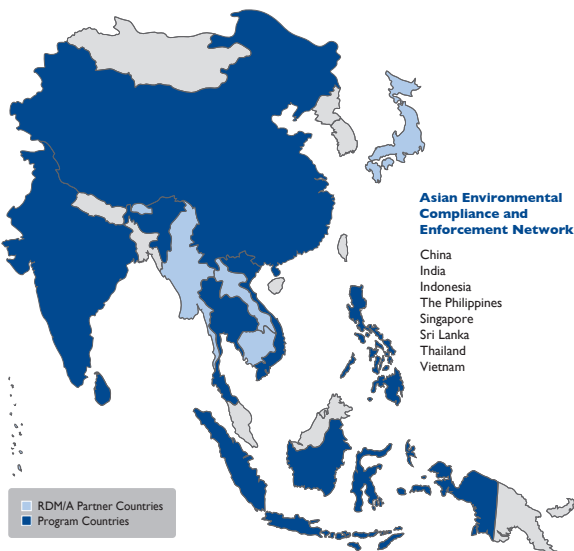 Asian Environmental
Compliance and
Enforcement Network
China
India
Indonesia
The Philippines
Singapore
Sri Lanka
Thailand
Vietnam
RDM/A Partner Countries
Program Countries